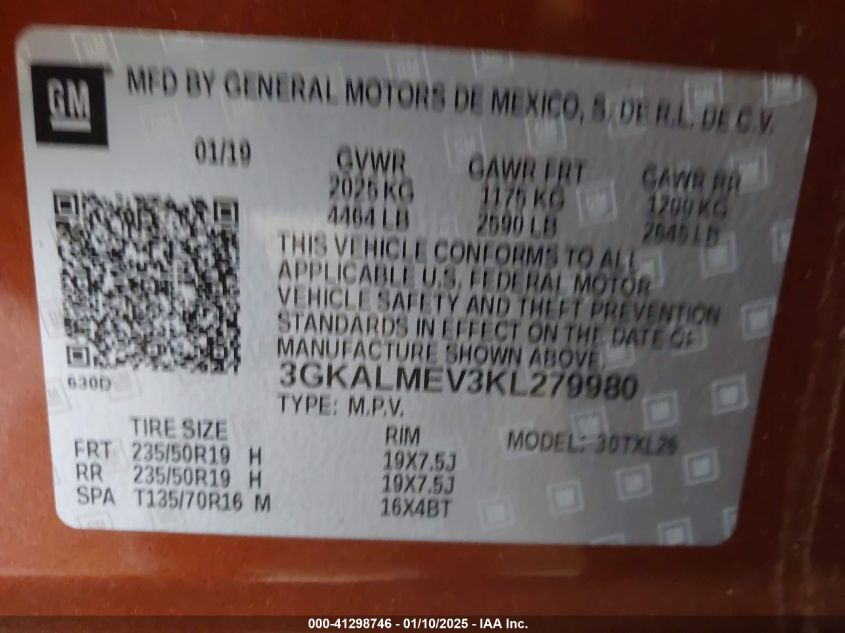 GM
MFD BY GENERAL MOTORS DE MEXICO, S. DE R.L. DE C.V.
01/19 GVWR GAWR FRT GAWR RR
2025 KG 1175 KG 1200 KG
4464 LB 2590 LB 2645 LB
THIS VEHICLE CONFORMS TO ALL
APPLICABLE U.S. FEDERAL MOTOR
VEHICLE SAFETY AND THEFT PREVENTION
STANDARDS IN EFFECT ON THE DATE OF
MANUFACTURE SHOWN ABOVE.
630D
3GKALMEV3KL279980
TYPE: M.P.V.
TIRE SIZE RIM MODEL: 30TXL26
FRT 235/50R19 H 19X7.5J
RR 235/50R19 H 19X7.5J
SPA T135/70R16 M 16X4BT
000-41298746 — 01/10/2025 - IAA Inc.